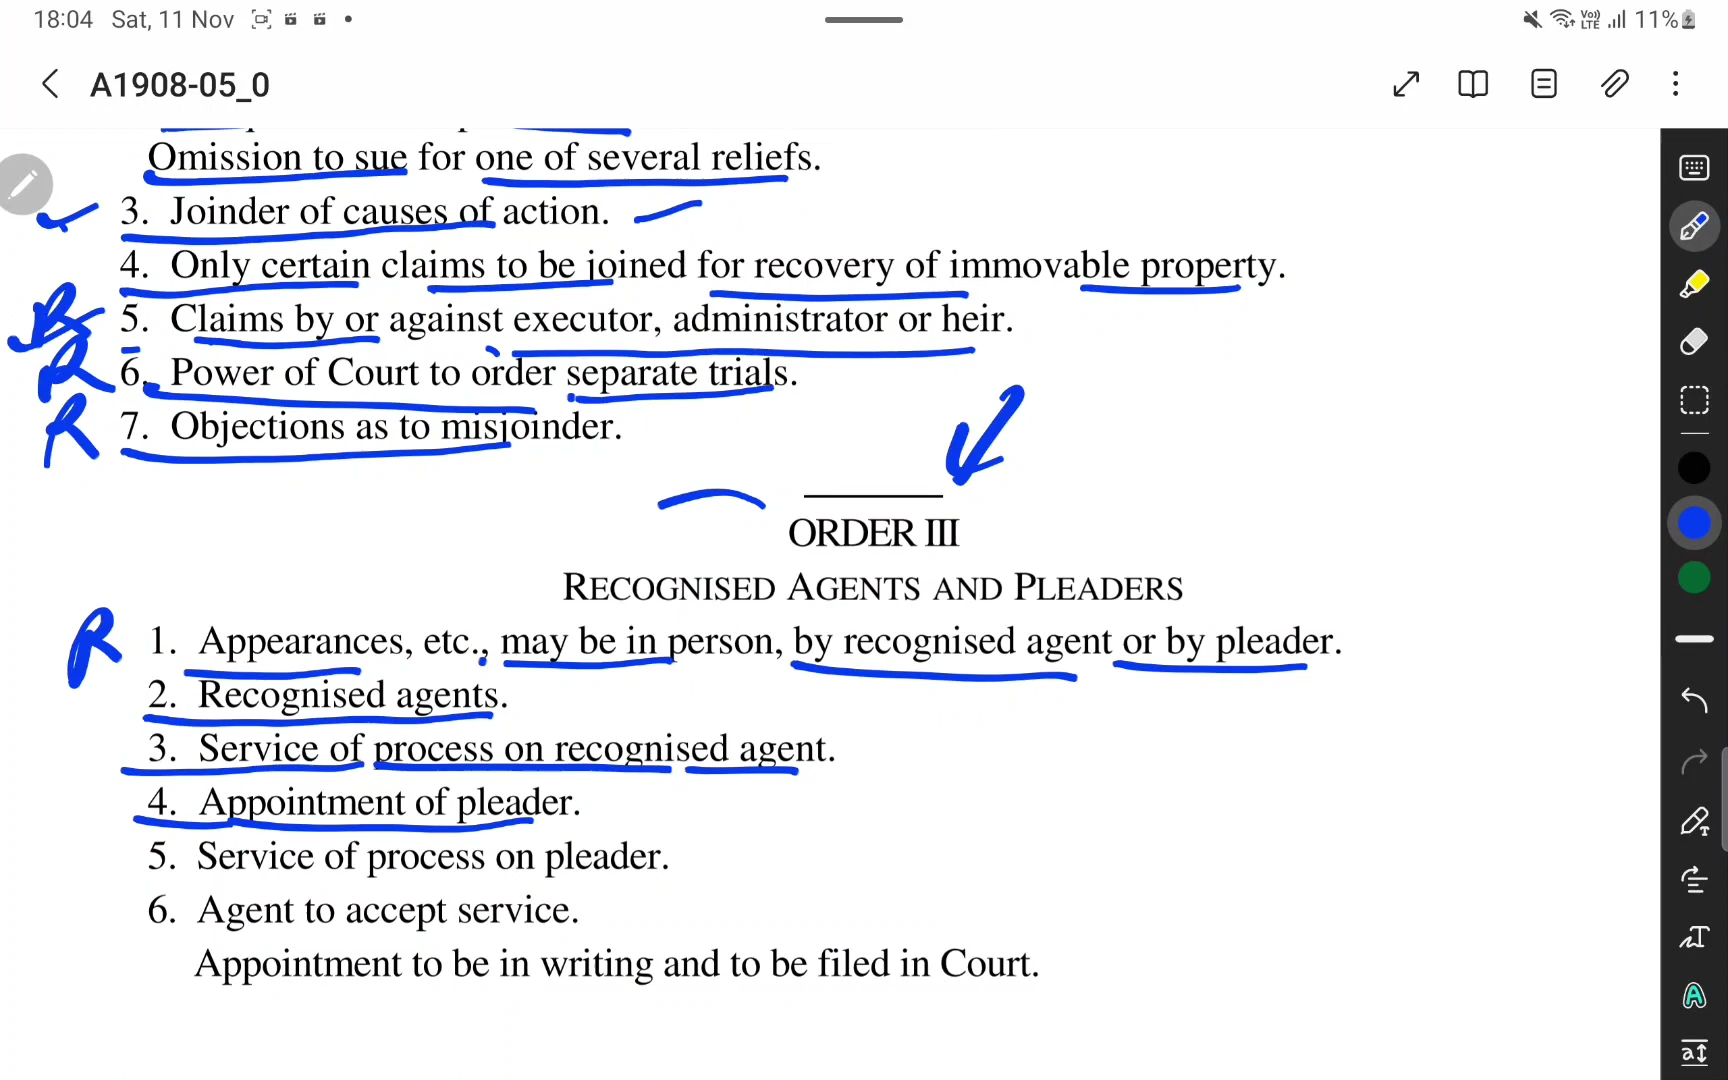 18:04 Sat, 11 Nov
Vo)) LTE 11%
A1908-05_0
Omission to sue for one of several reliefs.
3. Joinder of causes of action.
4. Only certain claims to be joined for recovery of immovable property.
R 5. Claims by or against executor, administrator or heir.
R 6. Power of Court to order separate trials.
R 7. Objections as to misjoinder.
ORDER III
RECOGNISED AGENTS AND PLEADERS
R 1. Appearances, etc., may be in person, by recognised agent or by pleader.
2. Recognised agents.
3. Service of process on recognised agent.
4. Appointment of pleader.
5. Service of process on pleader.
6. Agent to accept service.
Appointment to be in writing and to be filed in Court.